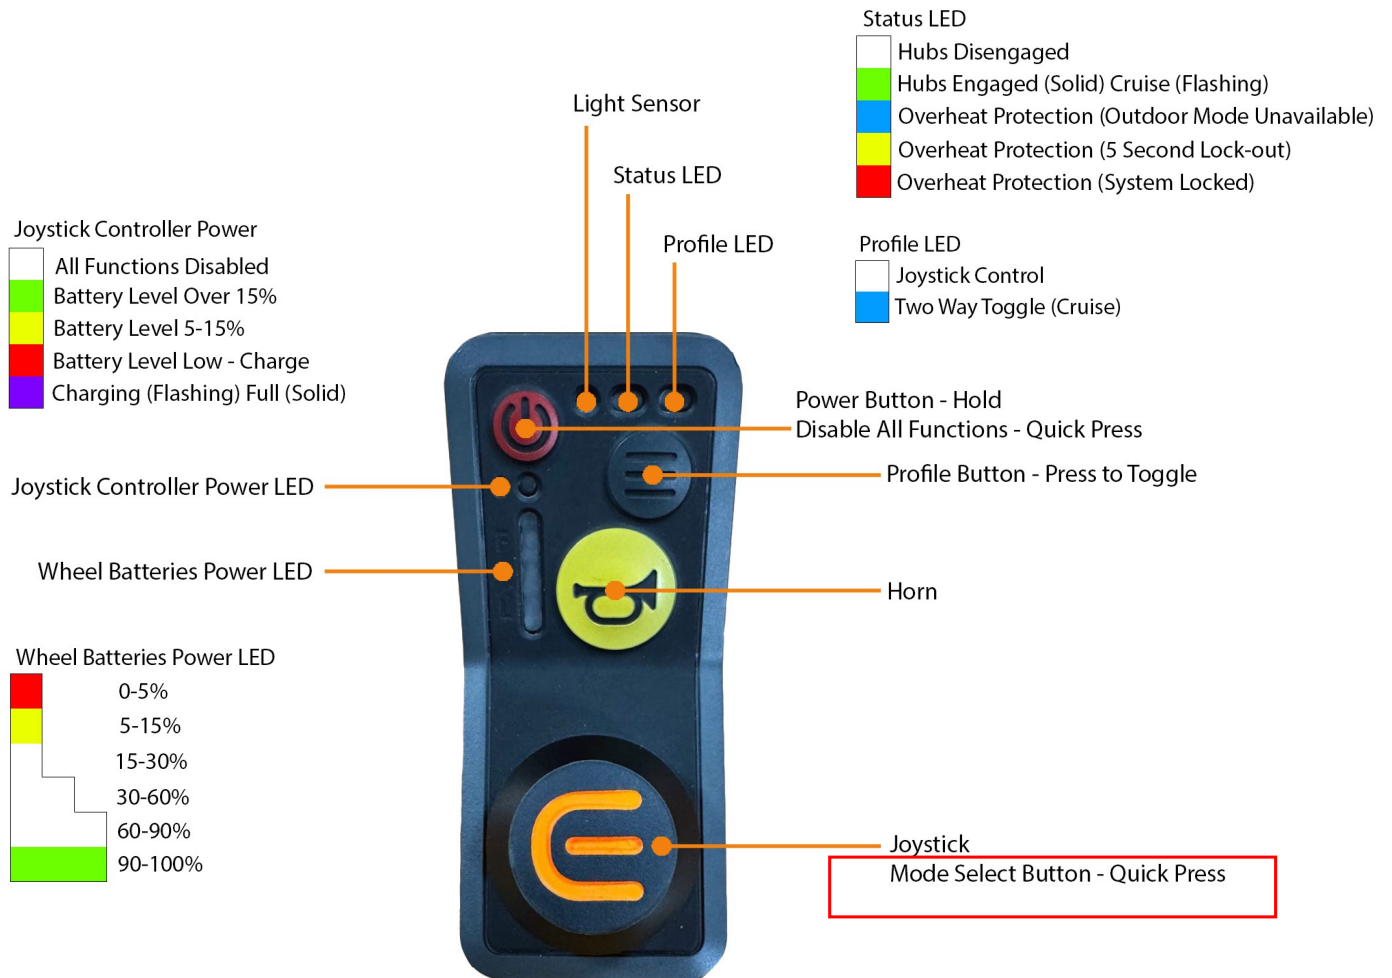 Status LED
Hubs Disengaged
Hubs Engaged (Solid) Cruise (Flashing)
Overheat Protection (Outdoor Mode Unavailable)
Overheat Protection (5 Second Lock-out)
Overheat Protection (System Locked)
Light Sensor
Status LED
Profile LED
Profile LED
Joystick Control
Two Way Toggle (Cruise)
Joystick Controller Power
All Functions Disabled
Battery Level Over 15%
Battery Level 5-15%
Battery Level Low - Charge
Charging (Flashing) Full (Solid)
Power Button - Hold
Disable All Functions - Quick Press
Profile Button - Press to Toggle
Joystick Controller Power LED
Wheel Batteries Power LED
Horn
Wheel Batteries Power LED
0-5%
5-15%
15-30%
30-60%
60-90%
90-100%
Joystick
Mode Select Button - Quick Press